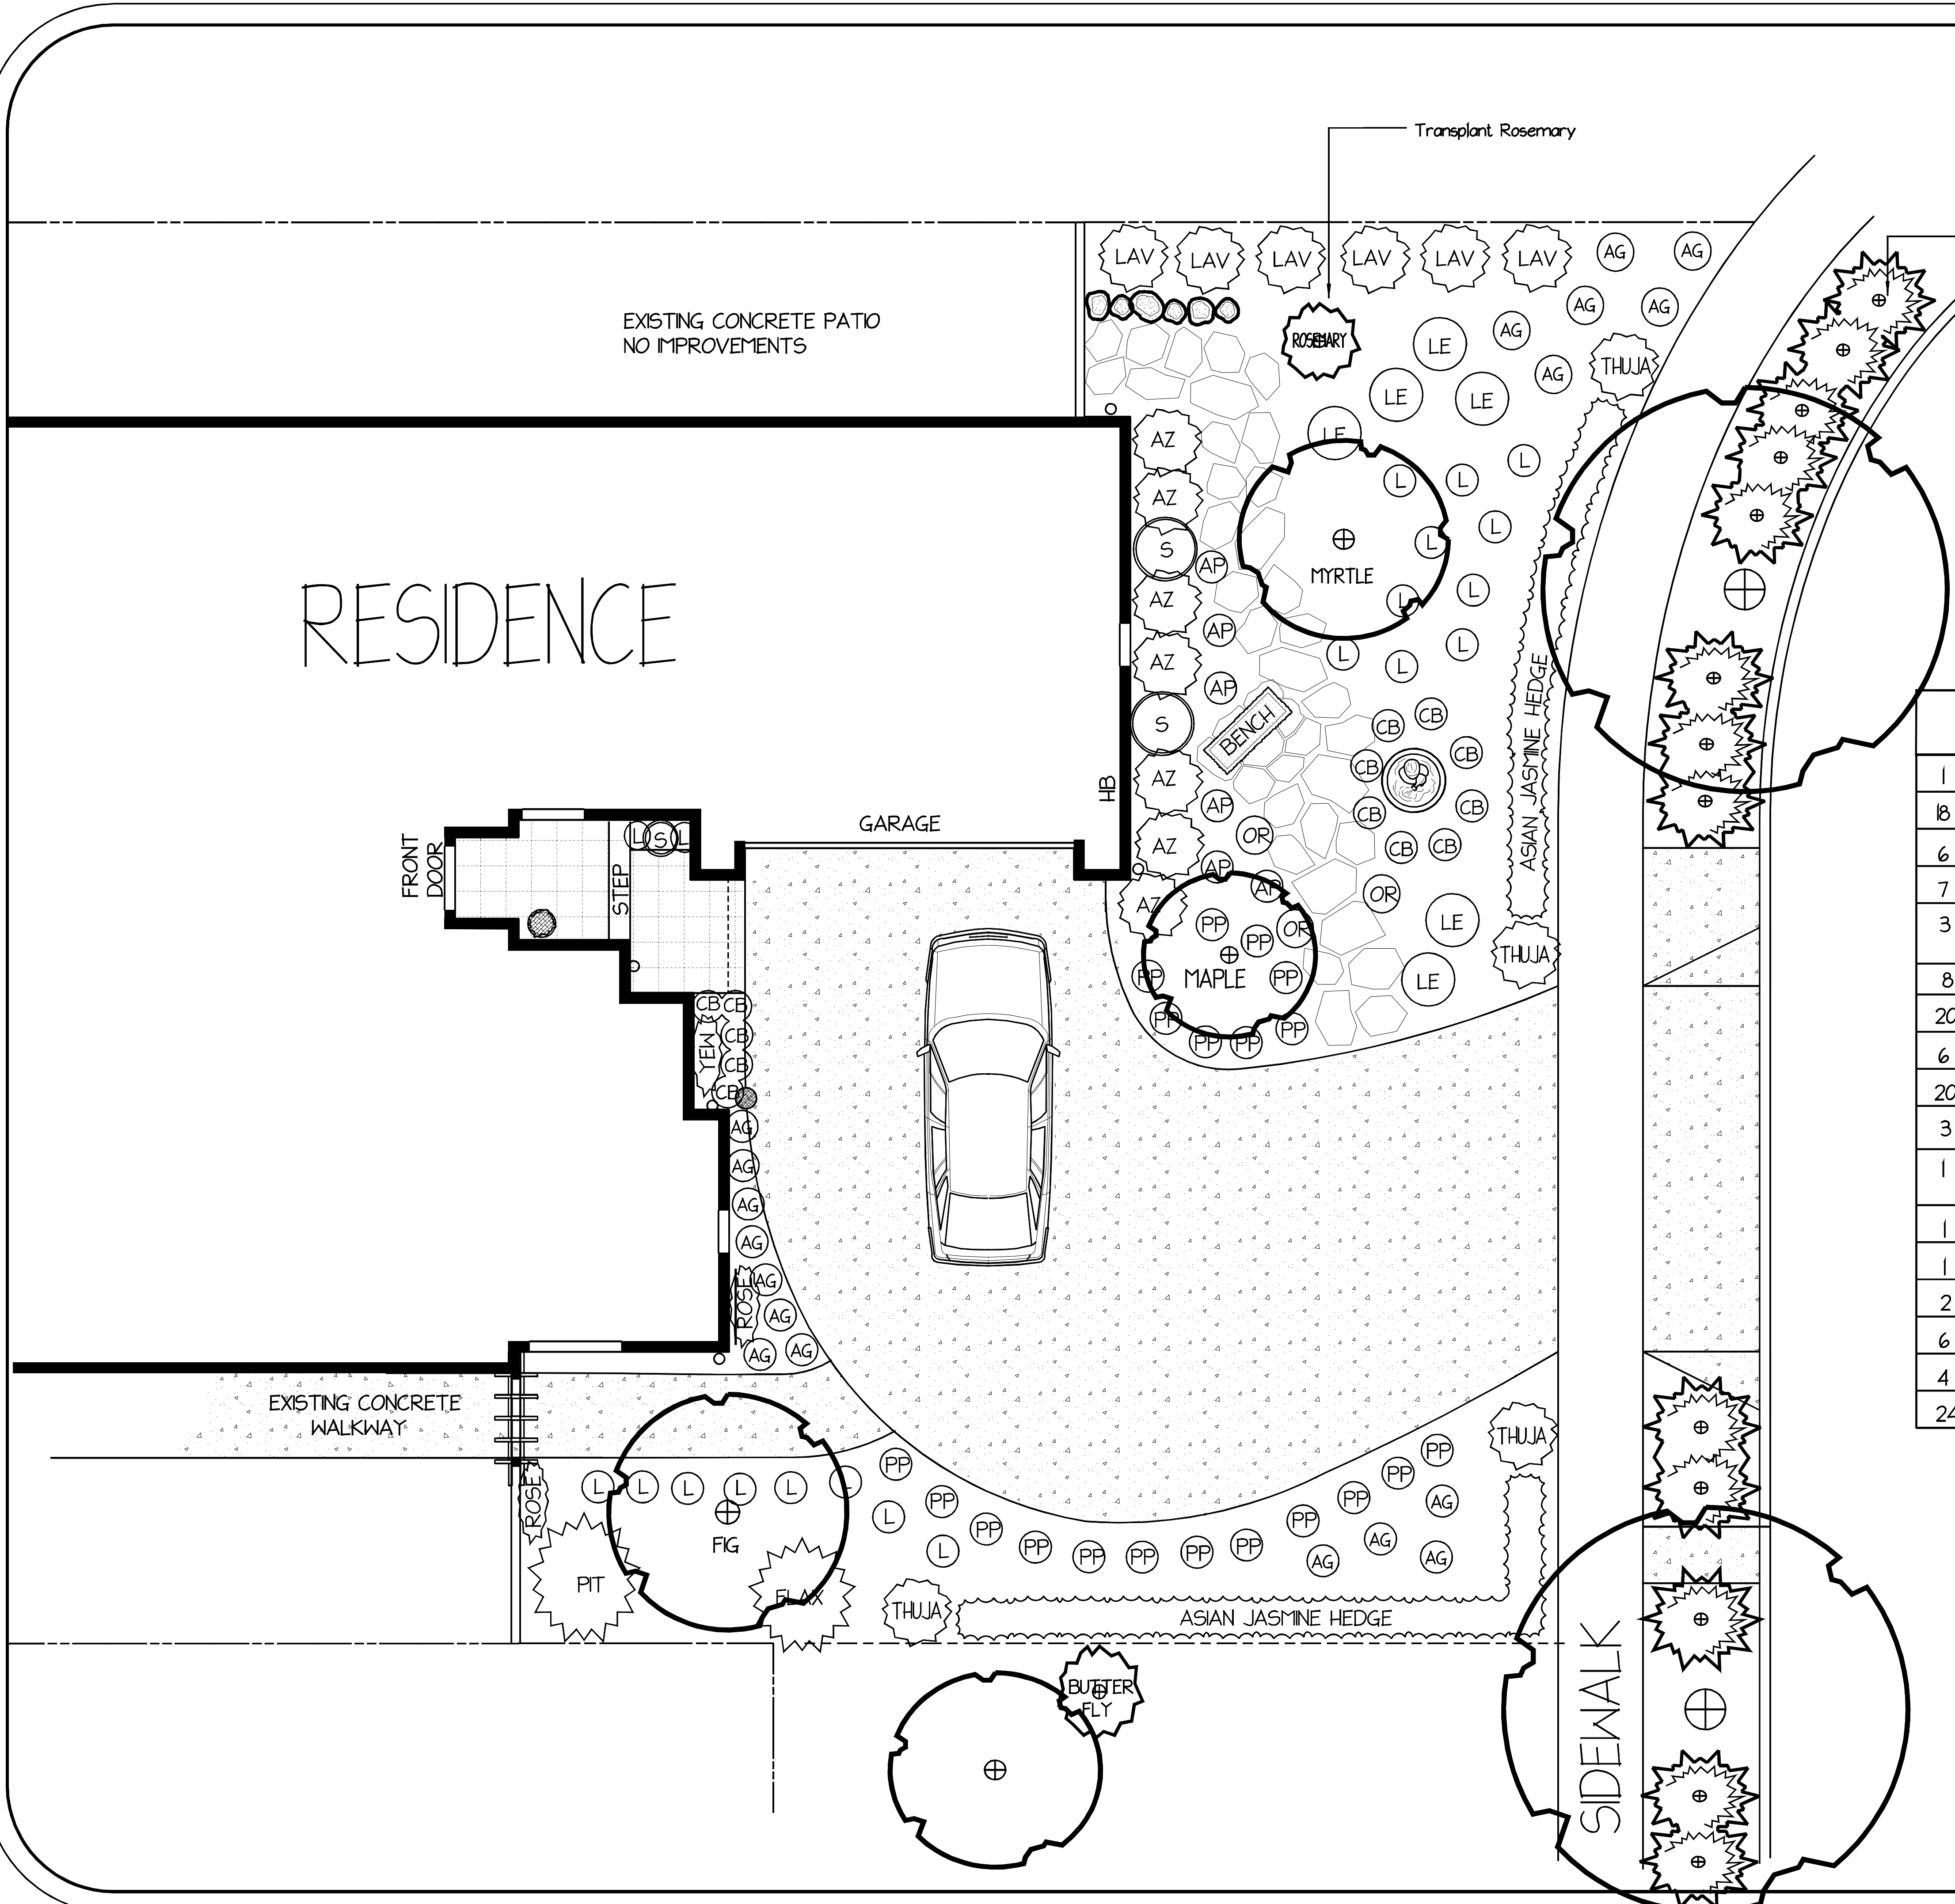 Transplant Rosemary
LAV LAV LAV LAV LAV LAV AG AG
AG AG
EXISTING CONCRETE PATIO
NO IMPROVEMENTS
ROSEMARY LE AG
AG THUJA
LE LE
LE
AZ
L L L
AZ
L
L
S
AP
MYRTLE
AZ L L
AP
L
L L
AZ
AP
RESIDENCE
S
BENCH
CB CB
CB
CB
ASIAN JASMINE HEDGE
AZ
HB
AP
CB CB
GARAGE
OR
CB CB
AZ
AP
AP
OR
AZ
LE
PP
OR
PP
THUJA
PP
MAPLE
PP
LE
PP
PP
PP PP
FRONT
DOOR
STEP
L S L
CB CB
YEW
CB
CB
CB
AG
AG
AG
AG
ROSE
AG
AG
AG AG
EXISTING CONCRETE
WALKWAY
ROSE
L L L L L L
PP
L
PP
L
PP PP PP PP PP PP PP PP PP PP
THUJA
AG
AG
AG
AG
FIG
PIT
FLAX
THUJA
ASIAN JASMINE HEDGE
BUTTER
FLY
SIDEWALK
1
18
6
7
3
8
20
6
20
3
1
1
1
2
6
4
24